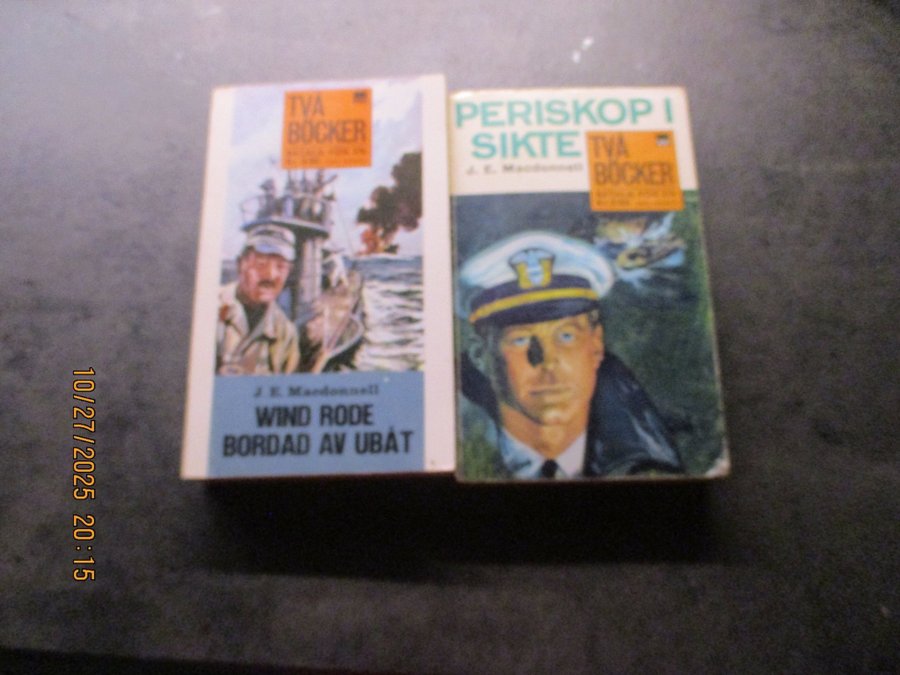 TVÅ
BÖCKER
J. E. Macdonnell
WIND RODE
BORDAD AV UBÅT
PERISKOP I
SIKTE
J. E. Macdonnell
TVÅ
BÖCKER
10/27/2025 20:15